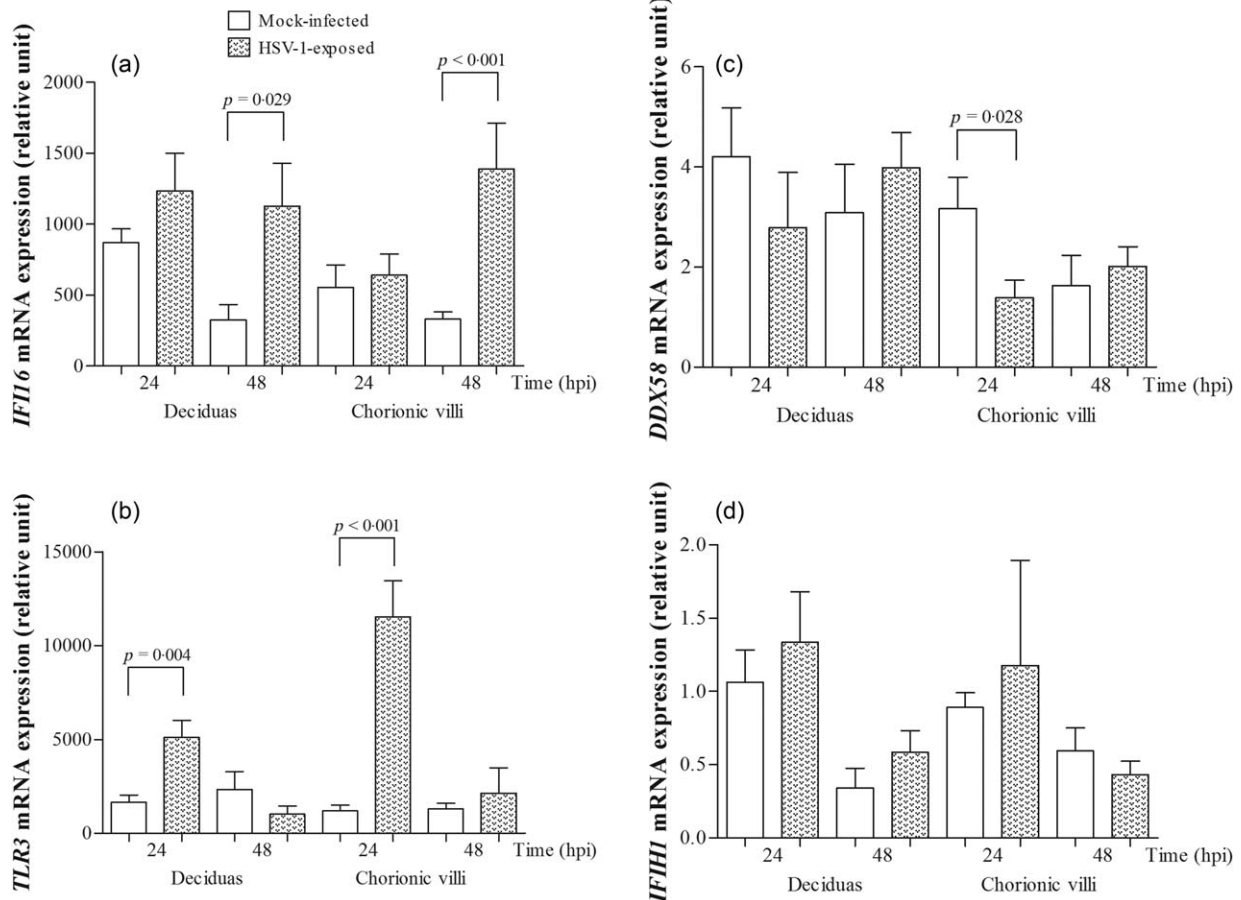 Mock-infected
HSV-1-exposed
(a)
IFI16 mRNA expression (relative unit)
2000
1500
1000
500
0
p = 0·029
p < 0·001
24 48 24 48 Time (hpi)
Deciduas Chorionic villi
(c)
DDX58 mRNA expression (relative unit)
6
4
2
0
p = 0·028
24 48 24 48 Time (hpi)
Deciduas Chorionic villi
(b)
TLR3 mRNA expression (relative unit)
15000
10000
5000
0
p = 0·004
p < 0·001
24 48 24 48 Time (hpi)
Deciduas Chorionic villi
(d)
IFIH1 mRNA expression (relative unit)
2.0
1.5
1.0
0.5
0.0
24 48 24 48 Time (hpi)
Deciduas Chorionic villi